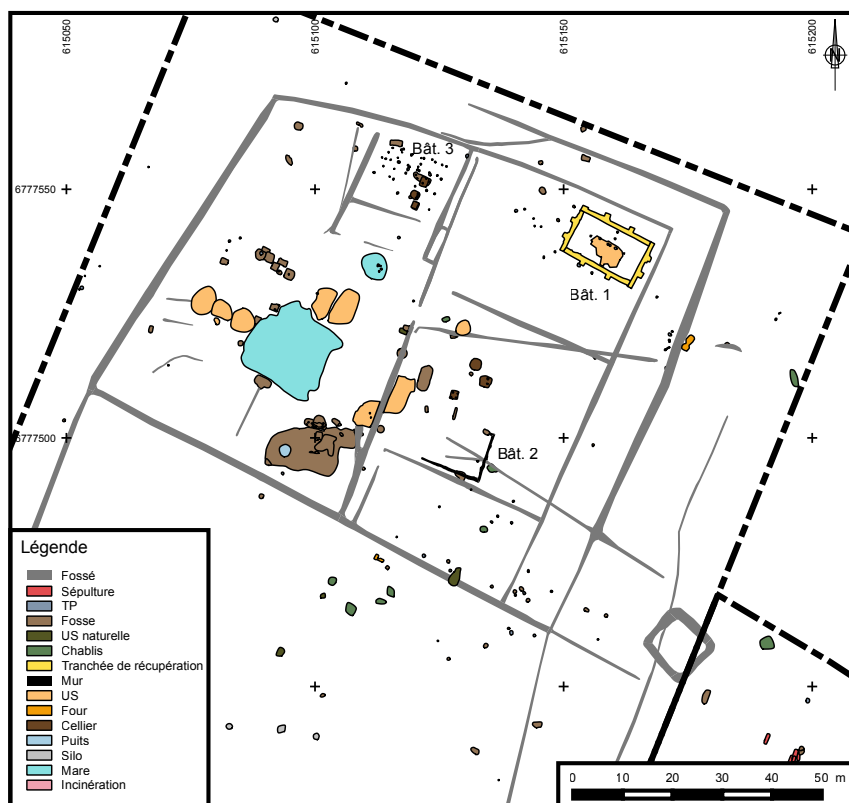 615050
615100
615150
615200
N
Bât. 3
6777550
Bât. 1
6777500
Bât. 2
Légende
Fossé
Sépulture
TP
Fosse
US naturelle
Chablis
Tranchée de récupération
Mur
US
Four
Cellier
Puits
Silo
Mare
Incinération
0 10 20 30 40 50 m